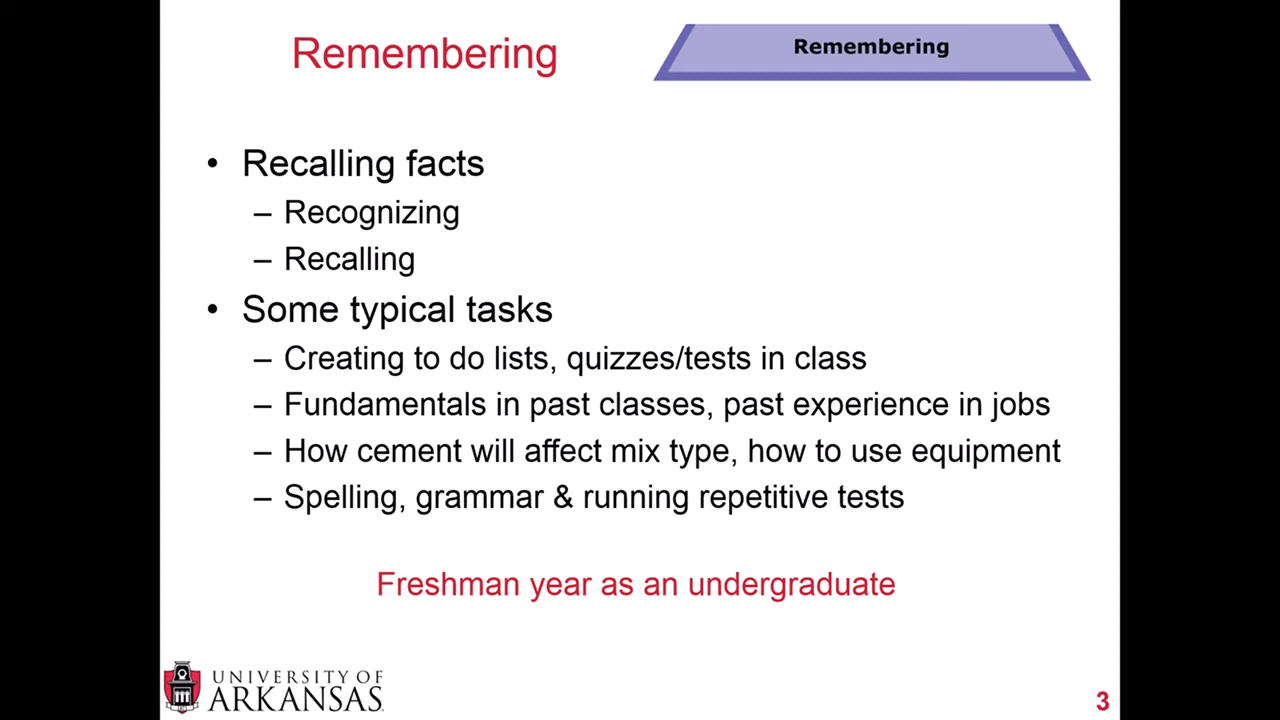 Remembering
Remembering
• Recalling facts
– Recognizing
– Recalling
• Some typical tasks
– Creating to do lists, quizzes/tests in class
– Fundamentals in past classes, past experience in jobs
– How cement will affect mix type, how to use equipment
– Spelling, grammar & running repetitive tests
Freshman year as an undergraduate
UNIVERSITY OF
ARKANSAS
3